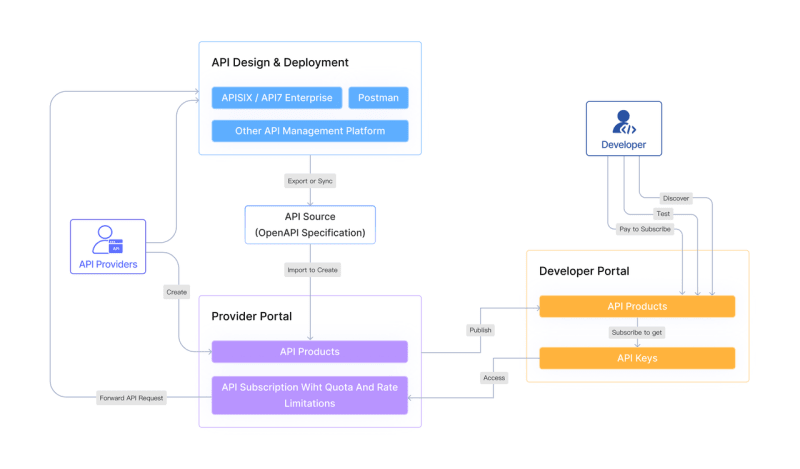 API Design & Deployment
APISIX / API7 Enterprise
Postman
Other API Management Platform
Developer
Export or Sync
Discover
API Source
(OpenAPI Specification)
Test
Pay to Subscribe
API
API Providers
Import to Create
Developer Portal
Create
API Products
Provider Portal
Publish
Subscribe to get
API Products
API Keys
Access
API Subscription Wiht Quota And Rate
Limitations
Forward API Request